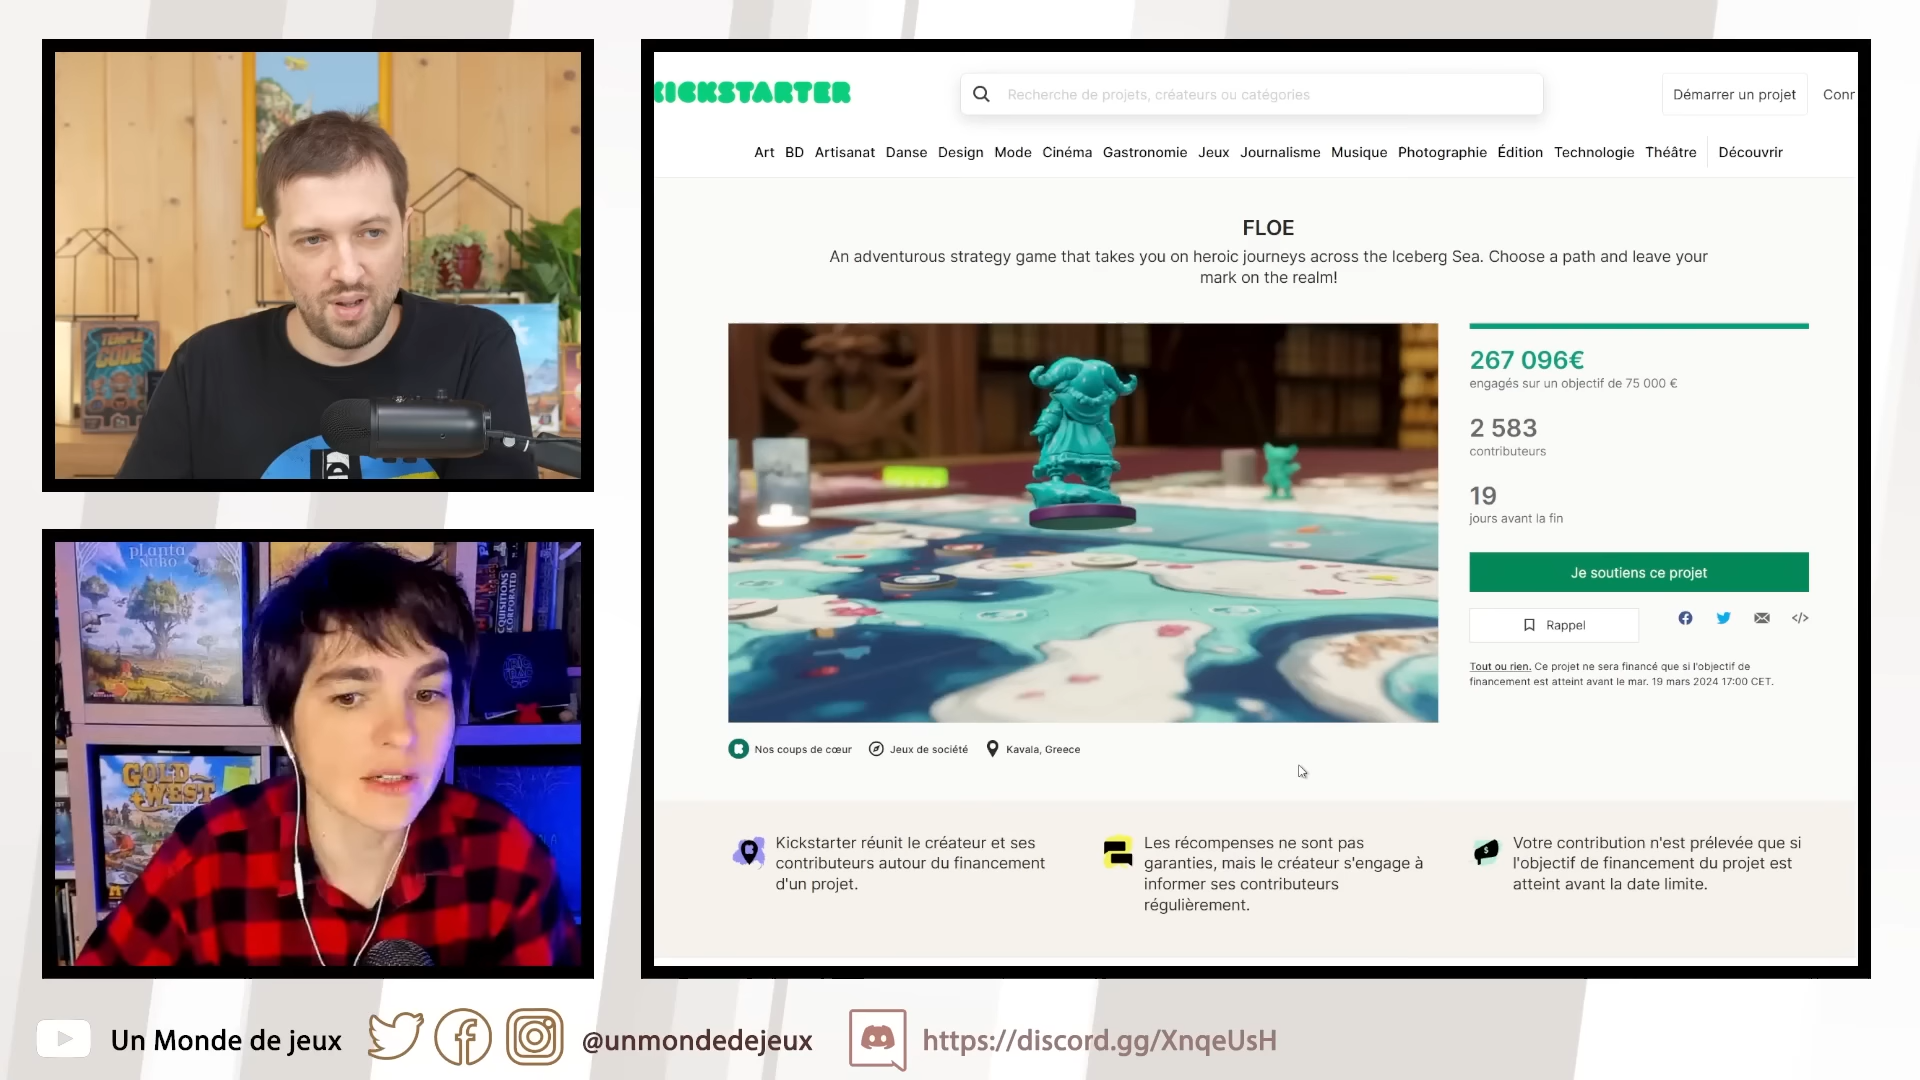 KICKSTARTER
Recherche de projets, créateurs ou catégories
Démarrer un projet
Conr
Art BD Artisanat Danse Design Mode Cinéma Gastronomie Jeux Journalisme Musique Photographie Édition Technologie Théâtre Découvrir
FLOE
An adventurous strategy game that takes you on heroic journeys across the Iceberg Sea. Choose a path and leave your
mark on the realm!
267 096€
engagés sur un objectif de 75 000 €
2 583
contributeurs
19
jours avant la fin
Je soutiens ce projet
Rappel
Tout ou rien. Ce projet ne sera financé que si l'objectif de
financement est atteint avant le mar. 19 mars 2024 17:00 CET.
Nos coups de cœur
Jeux de société
Kavala, Greece
Kickstarter réunit le créateur et ses
contributeurs autour du financement
d'un projet.
Les récompenses ne sont pas
garanties, mais le créateur s'engage à
informer ses contributeurs
régulièrement.
Votre contribution n'est prélevée que si
l'objectif de financement du projet est
atteint avant la date limite.
TEMPLE
CODE
planta
NUBO
ACQUISITIONS
INCORPORATED
GOLD
WEST
Un Monde de jeux
@unmondedejeux
https://discord.gg/XnqeUsH